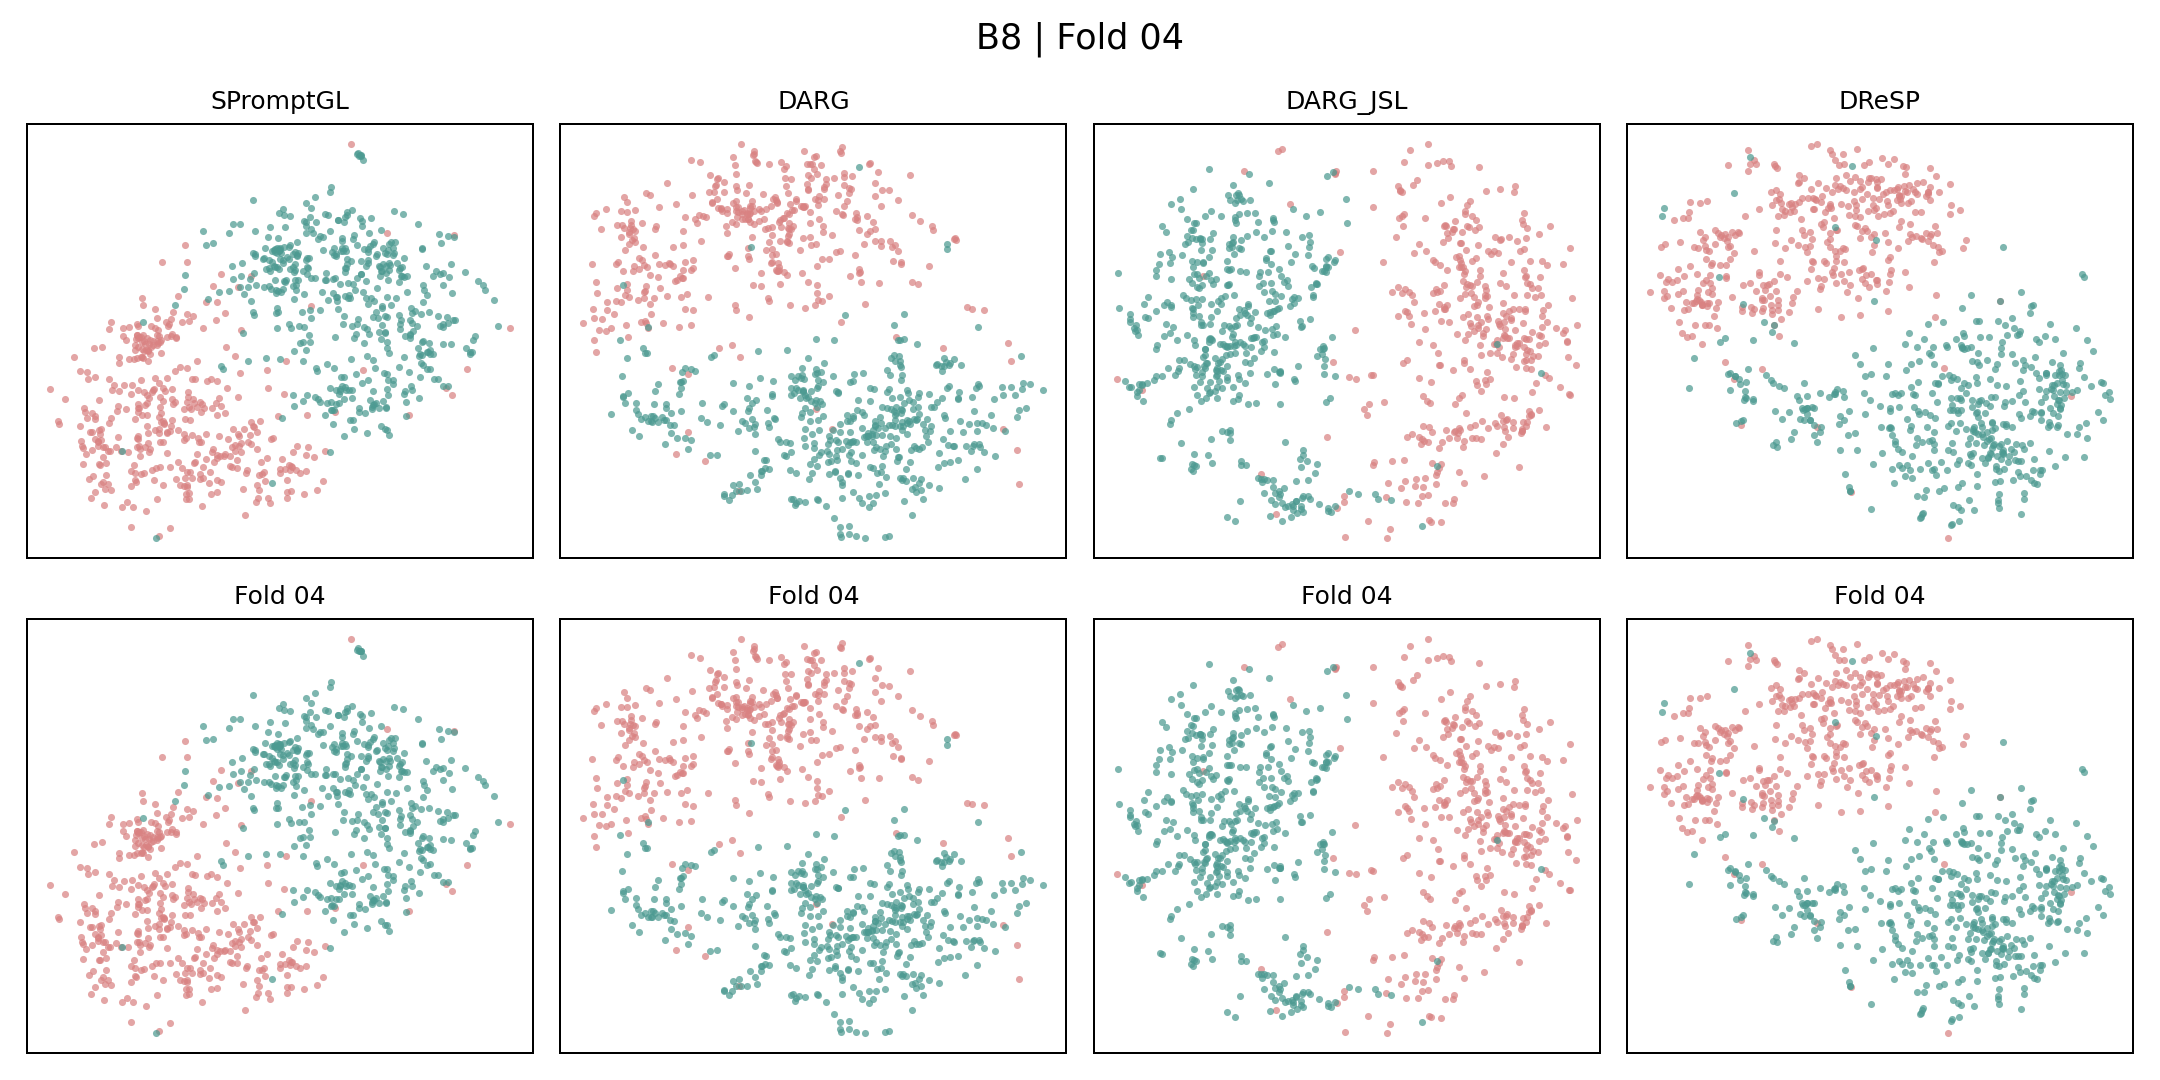 B8 | Fold 04
SPromptGL
DARG
DARG_JSL
DReSP
Fold 04
Fold 04
Fold 04
Fold 04